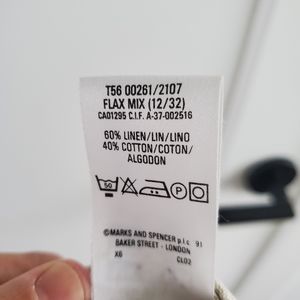 T56 00261/2107
FLAX MIX (12/32)
CA01295 C.I.F. A-37-002516
60% LINEN/LIN/LINO
40% COTTON/COTON/
ALGODON
50
©MARKS AND SPENCER p.l.c. 91
BAKER STREET - LONDON
X6 CL02